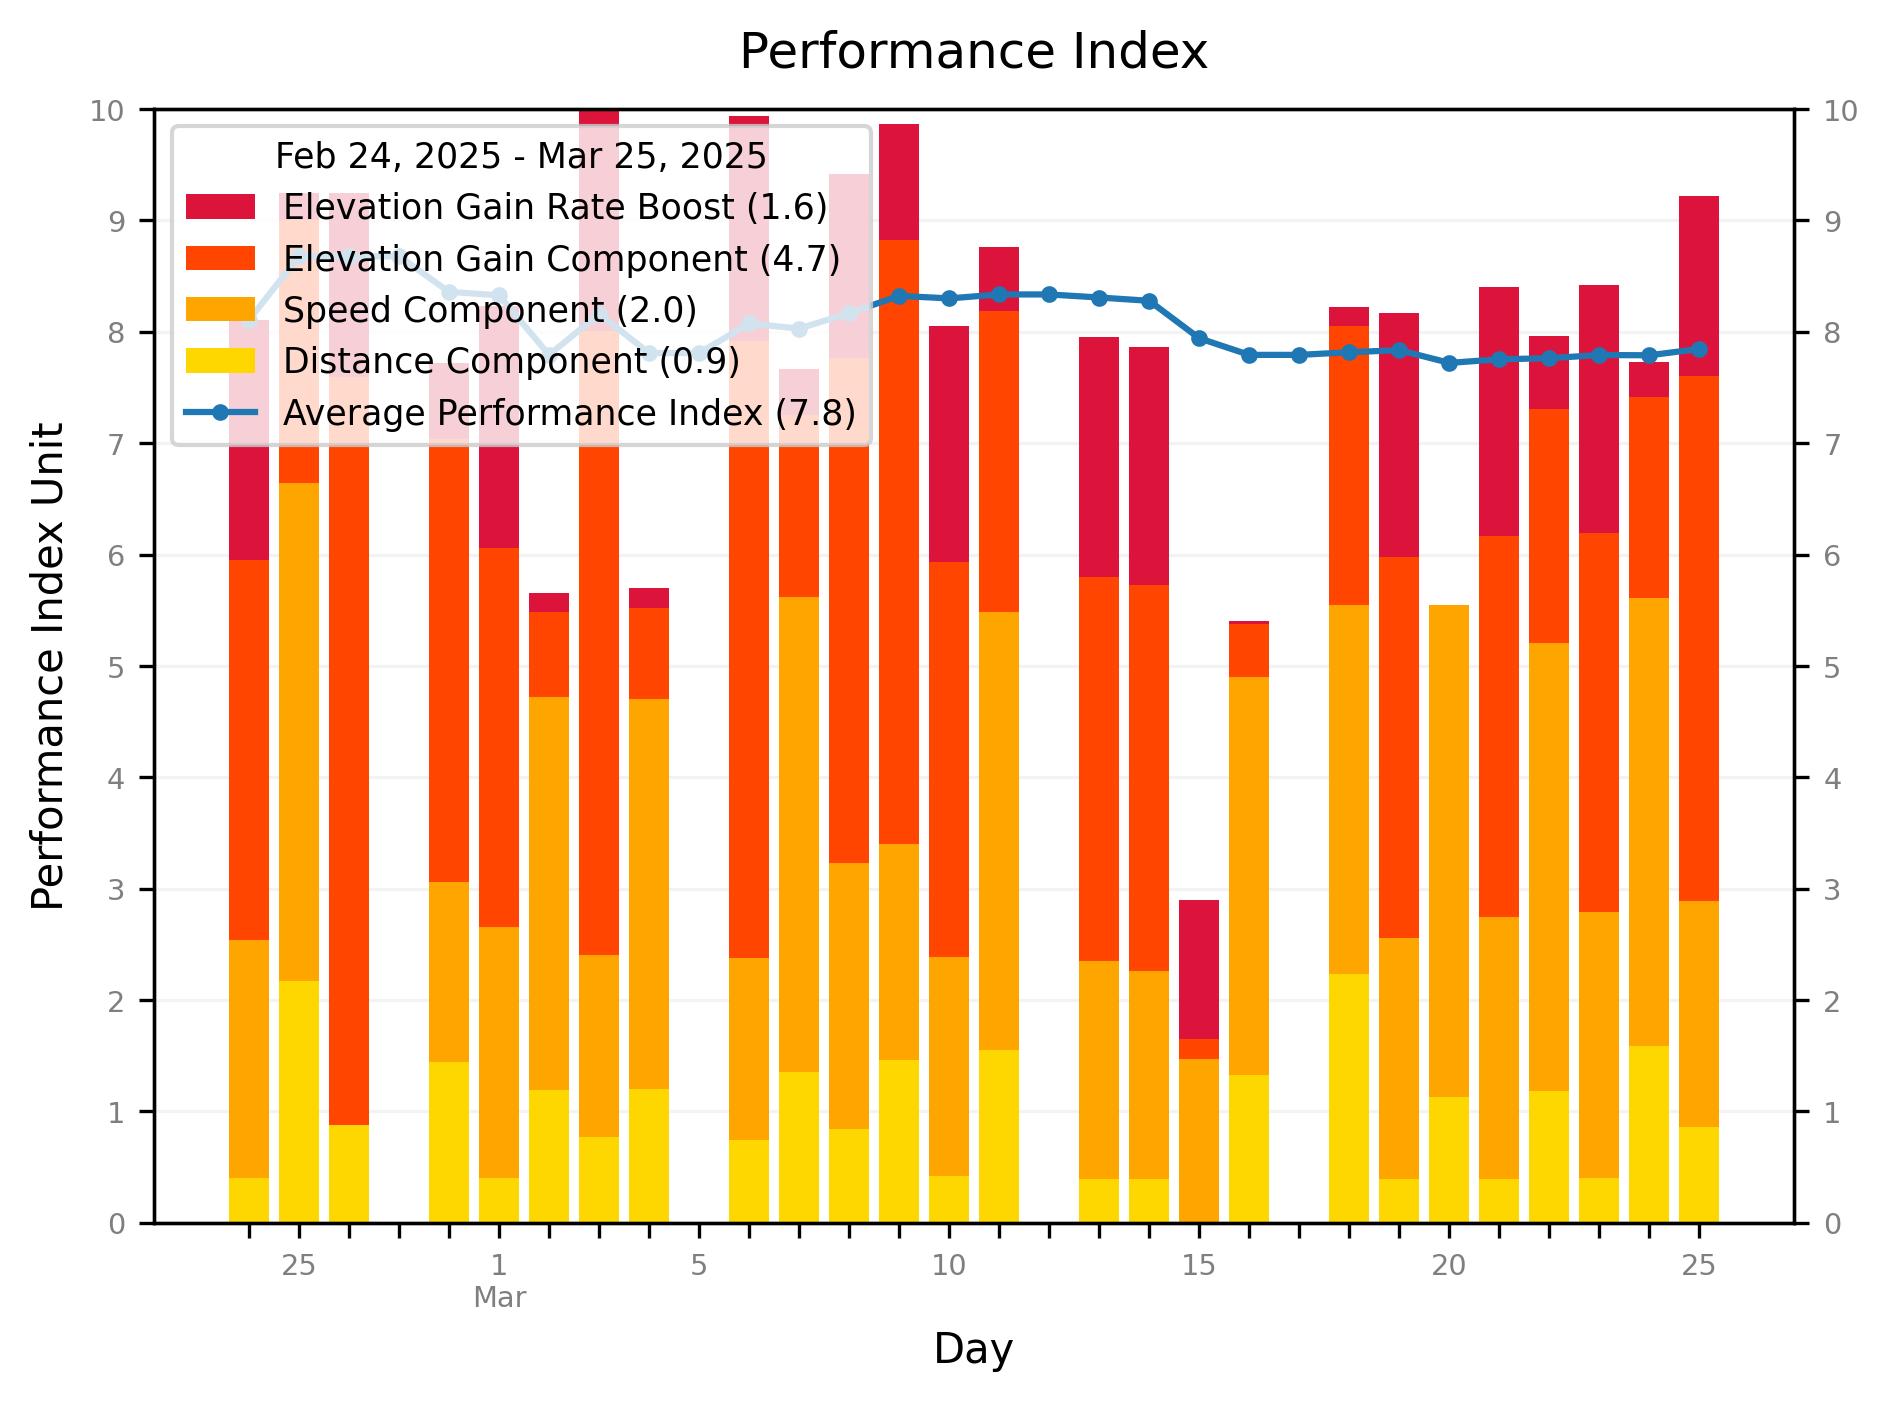 Performance Index
Feb 24, 2025 - Mar 25, 2025
Elevation Gain Rate Boost (1.6)
Elevation Gain Component (4.7)
Speed Component (2.0)
Distance Component (0.9)
Average Performance Index (7.8)
Performance Index Unit
10
9
8
7
6
5
4
3
2
1
0
10
9
8
7
6
5
4
3
2
1
0
25 1 5 10 15 20 25
Mar
Day